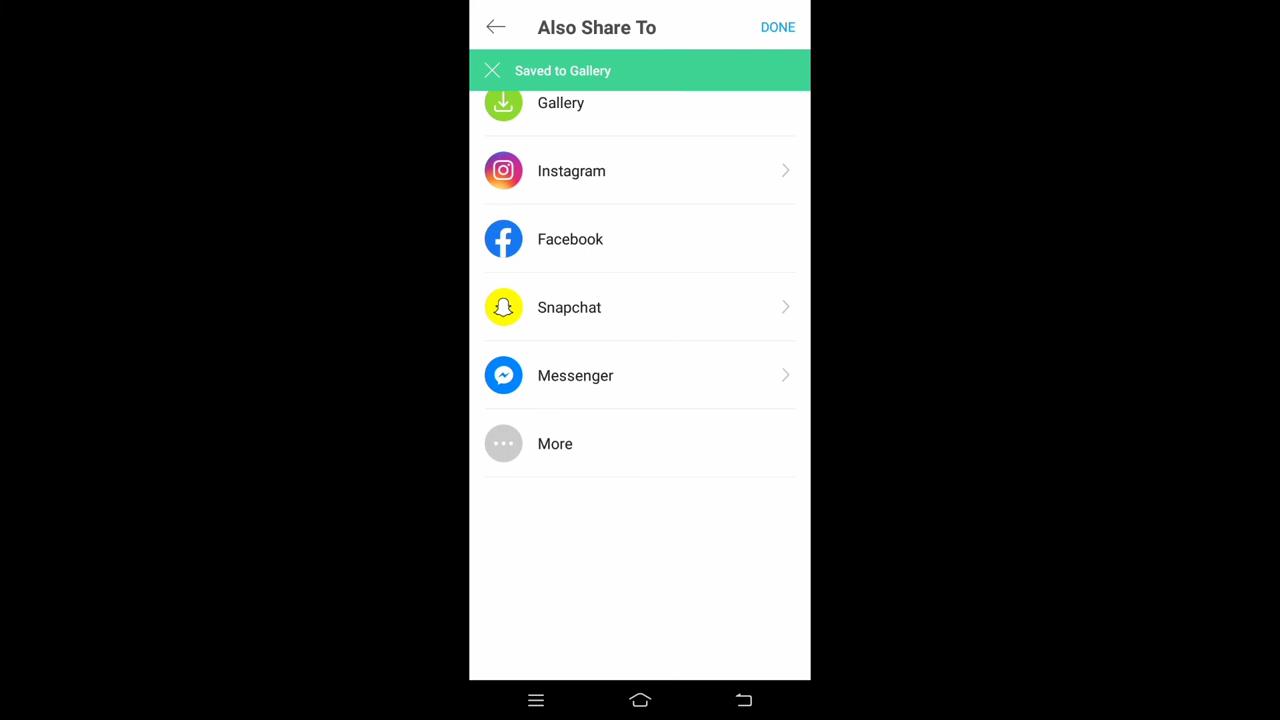 Also Share To
DONE
Saved to Gallery
Gallery
Instagram
Facebook
Snapchat
Messenger
More